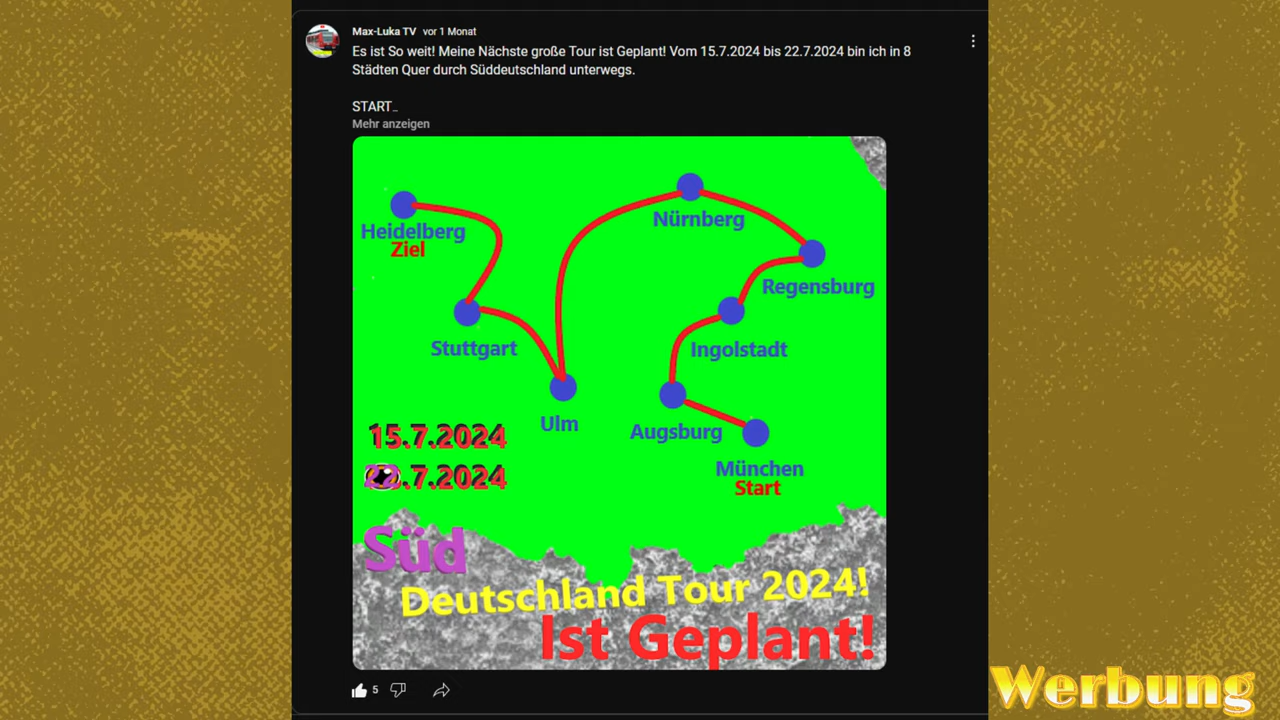 Max-Luka TV vor 1 Monat
Es ist So weit! Meine Nächste große Tour ist Geplant! Vom 15.7.2024 bis 22.7.2024 bin ich in 8
Städten Quer durch Süddeutschland unterwegs.
START...
Mehr anzeigen
Nürnberg
Heidelberg
Ziel
Regensburg
Stuttgart
Ingolstadt
Ulm
Augsburg
15.7.2024
München
22.7.2024
Start
Süd
Deutschland Tour 2024!
Ist Geplant!
5
Werbung